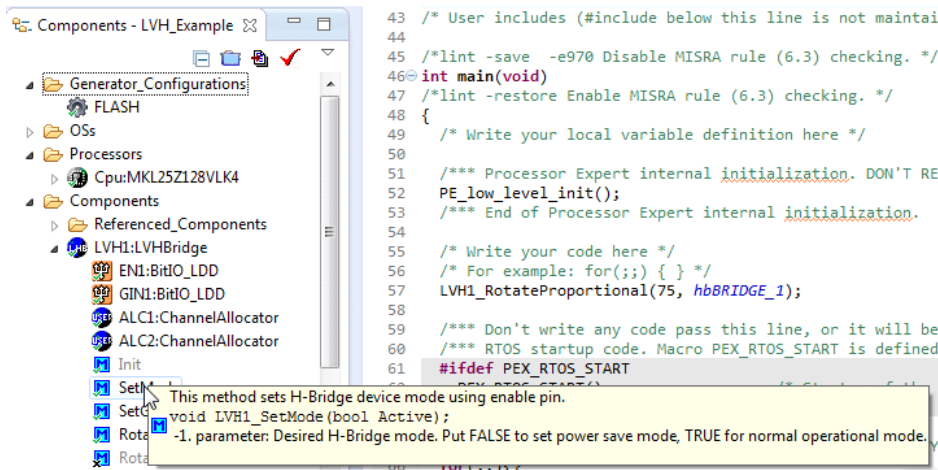 Components - LVH_Example
Generator_Configurations
FLASH
OSs
Processors
Cpu:MKL25Z128VLK4
Components
Referenced_Components
LVH1:LVHBridge
EN1:BitIO_LDD
GIN1:BitIO_LDD
ALC1:ChannelAllocator
ALC2:ChannelAllocator
Init
43 /* User includes (#include below this line is not maintai
44
45 /*lint -save  -e970 Disable MISRA rule (6.3) checking. */
46 int main(void)
47 /*lint -restore Enable MISRA rule (6.3) checking. */
48 {
49   /* Write your local variable definition here */
50
51   /*** Processor Expert internal initialization. DON'T RE
52   PE_low_level_init();
53   /*** End of Processor Expert internal initialization.
54
55   /* Write your code here */
56   /* For example: for(;;) { } */
57   LVH1_RotateProportional(75, hbBRIDGE_1);
58
59   /*** Don't write any code pass this line, or it will be
60   /*** RTOS startup code. Macro PEX_RTOS_START is defined
61   #ifdef PEX_RTOS_START
This method sets H-Bridge device mode using enable pin.
void LVH1_SetMode(bool Active);
-1. parameter: Desired H-Bridge mode. Put FALSE to set power save mode, TRUE for normal operational mode.